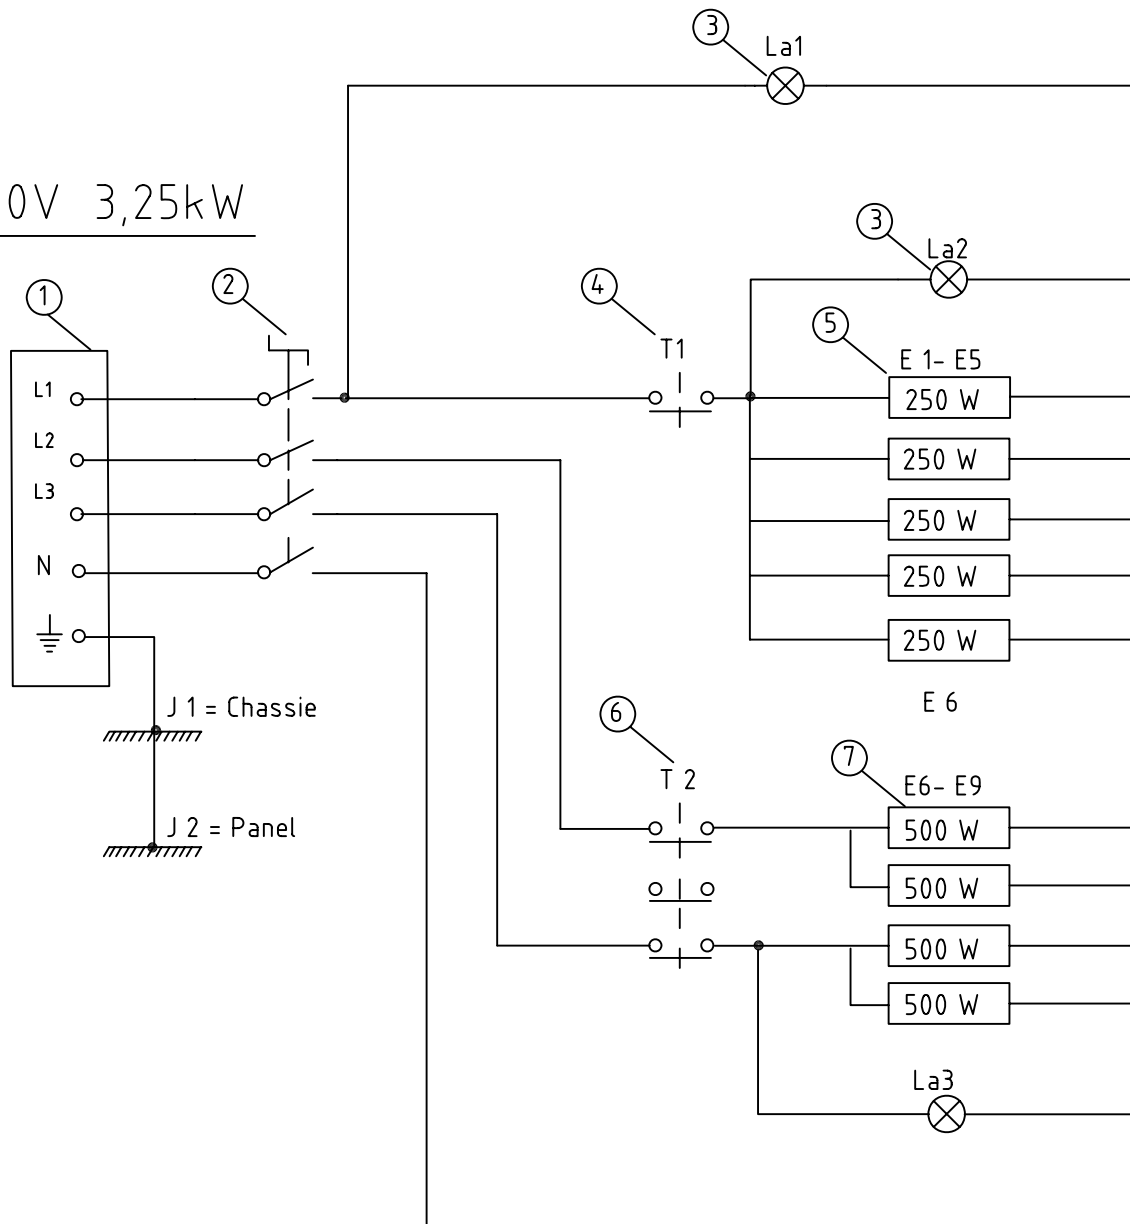 3
La1
0V 3,25kW
3
La2
1
2
4
5
T1
E 1- E5
L1
250 W
L2
250 W
L3
250 W
N
250 W
250 W
E 6
J 1 = Chassie
6
7
T 2
E6- E9
J 2 = Panel
500 W
500 W
500 W
500 W
La3